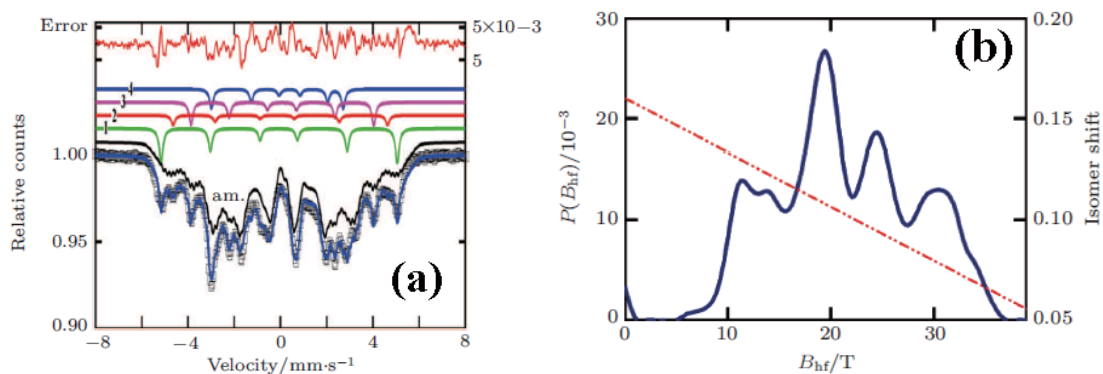 Error
5×10−3
5
4
3
2
1
1.00
am.
0.95
(a)
0.90
−8
−4
0
4
8
Velocity/mm·s−1
Relative counts
30
0.20
(b)
20
0.15
P(Bhf)/10−3
Isomer shift
10
0.10
0
0.05
0
10
20
30
Bhf/T